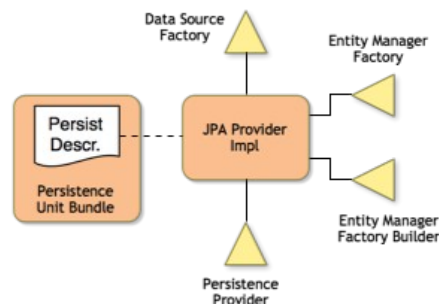 Data Source
Factory
Entity Manager
Factory
Persist
Descr.
JPA Provider
Impl
Persistence
Unit Bundle
Entity Manager
Factory Builder
Persistence
Provider